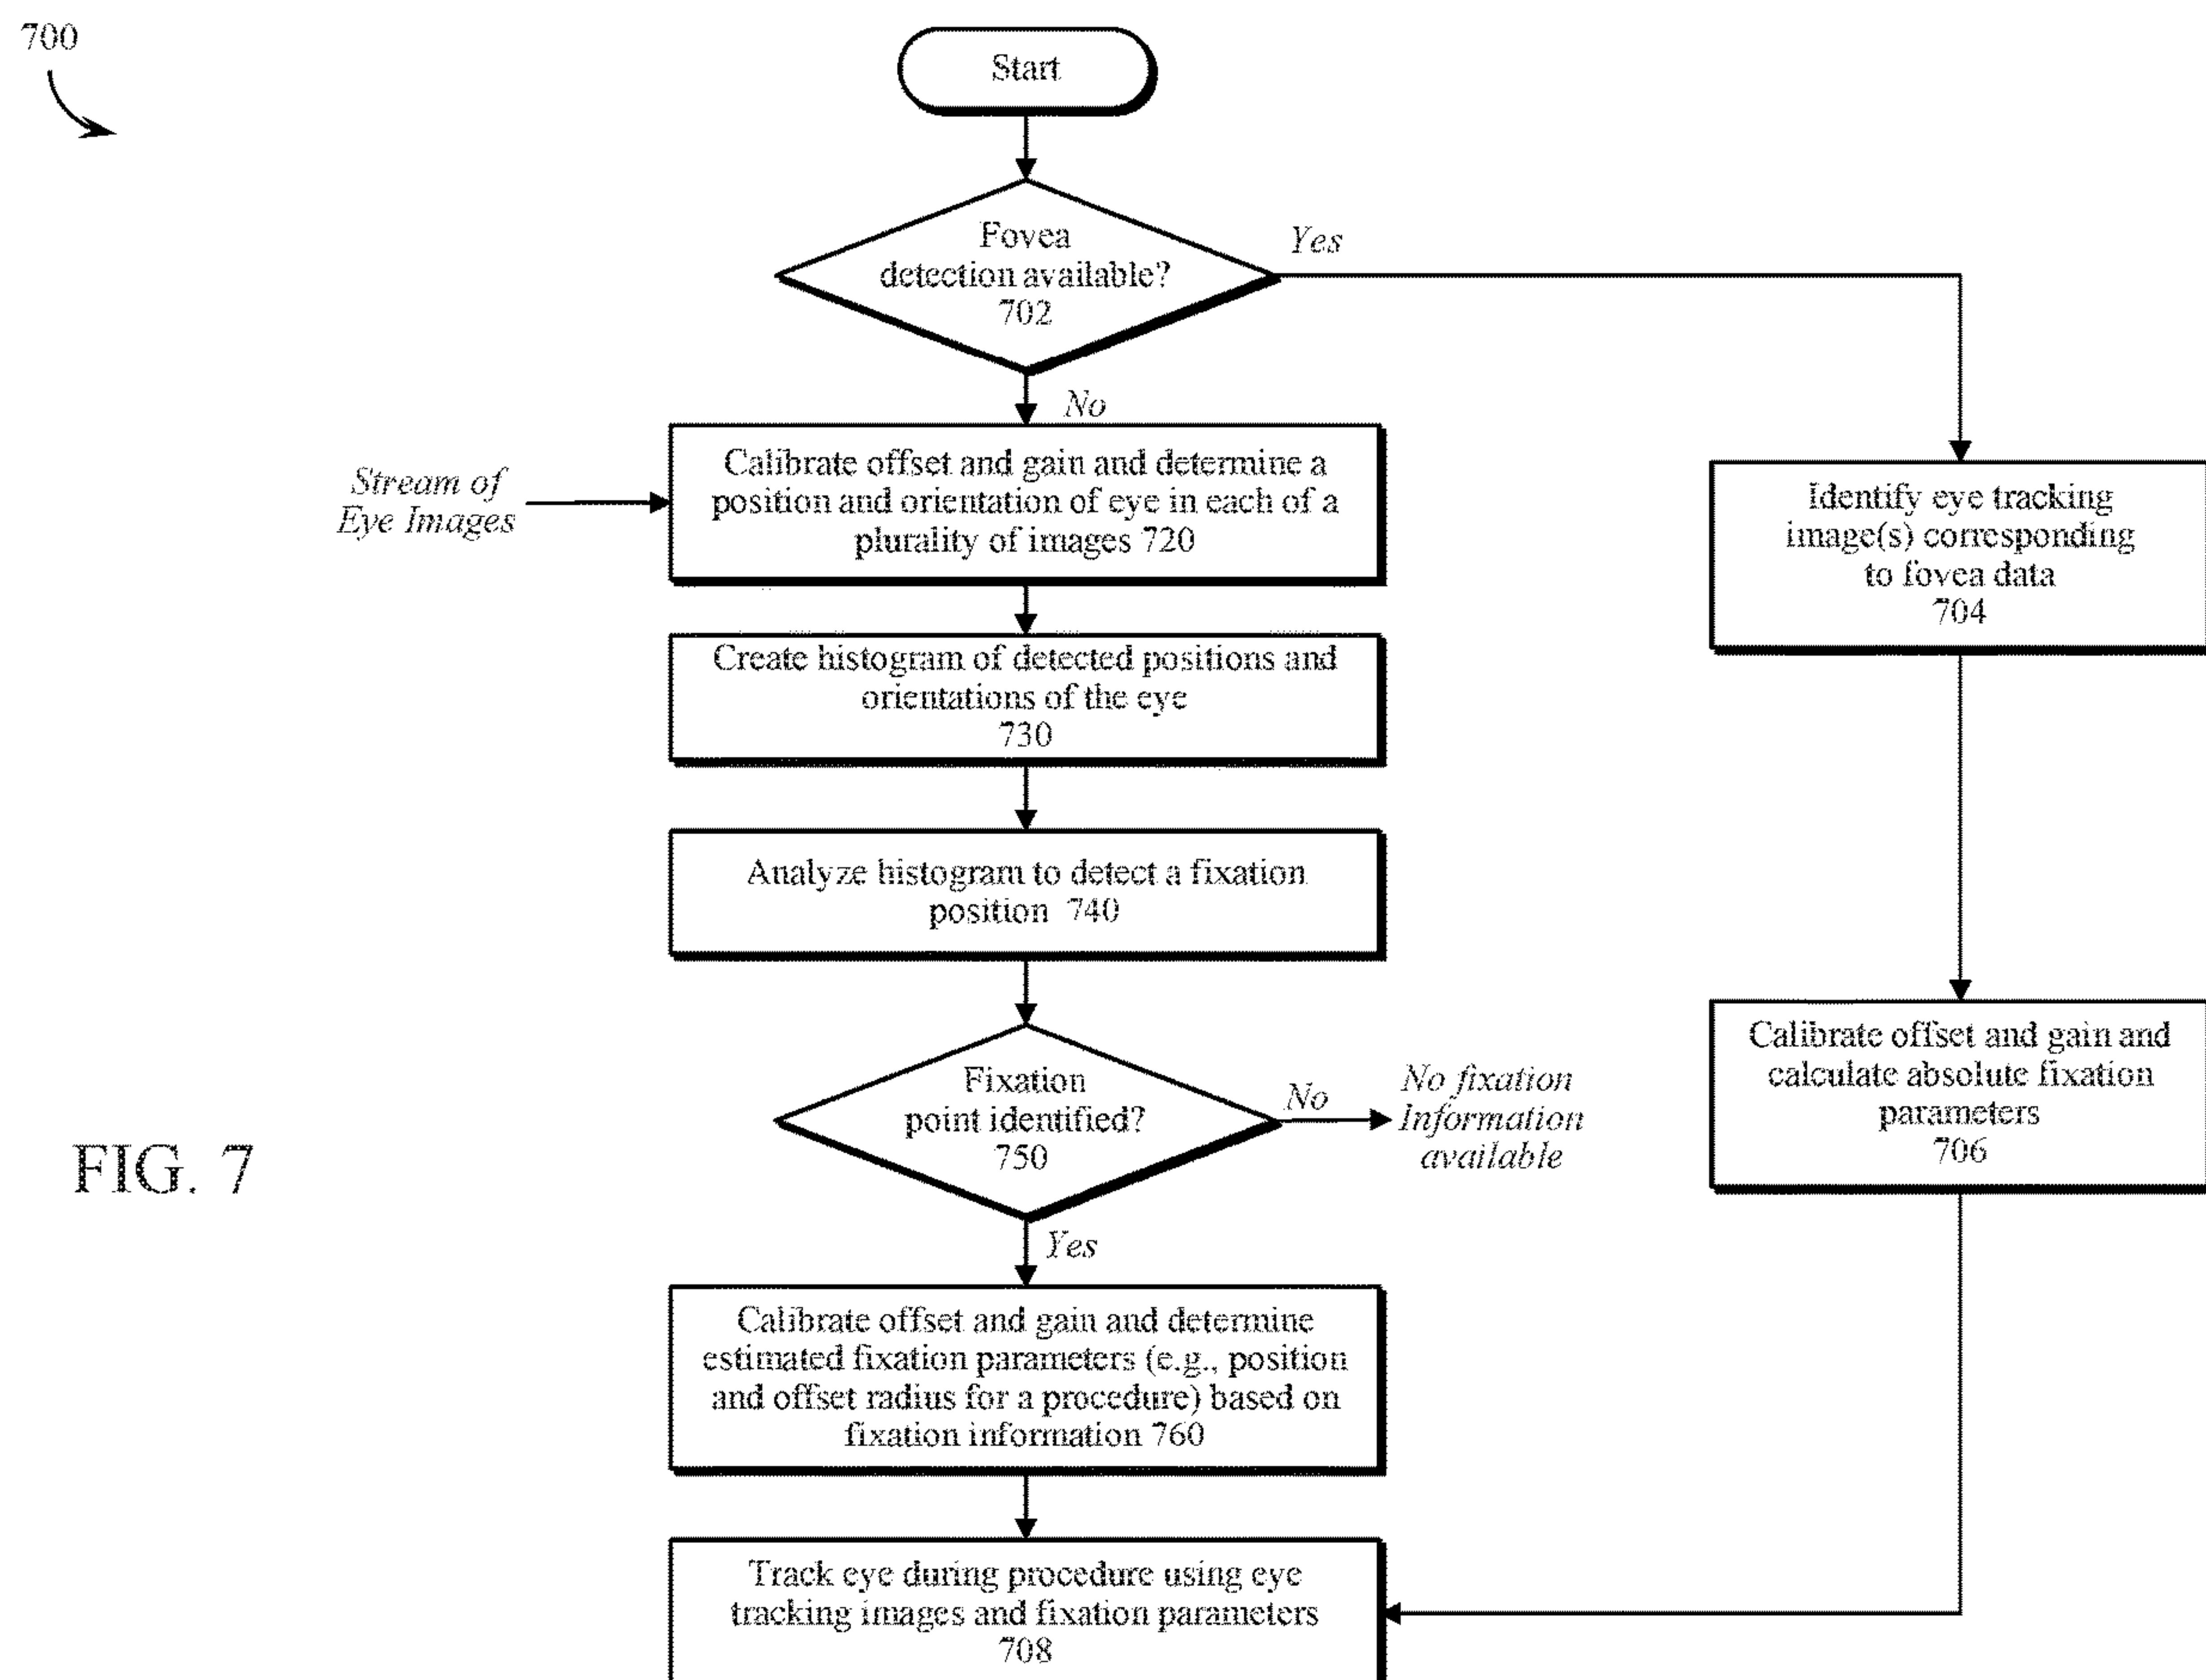 700
Start
Fovea
detection available?
702
Yes
No
Stream of
Eye Images
Calibrate offset and gain and determine a
position and orientation of eye in each of a
plurality of images 720
Identify eye tracking
image(s) corresponding
to fovea data
704
Create histogram of detected positions and
orientations of the eye
730
Analyze histogram to detect a fixation
position 740
Fixation
point identified?
750
No
No fixation
Information
available
Calibrate offset and gain and
calculate absolute fixation
parameters
706
FIG. 7
Yes
Calibrate offset and gain and determine
estimated fixation parameters (e.g., position
and offset radius for a procedure) based on
fixation information 760
Track eye during procedure using eye
tracking images and fixation parameters
708